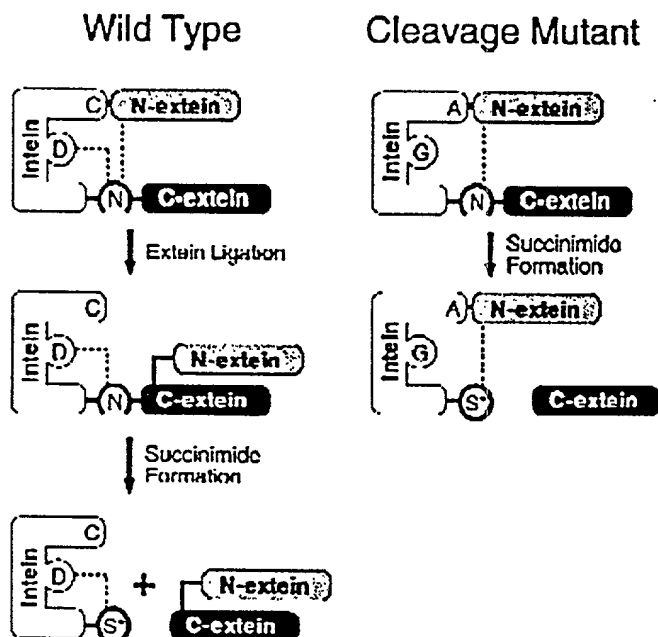 Wild Type
Cleavage Mutant
C
N-extein
Intein
D
N
C-extein
A
N-extein
Intein
G
N
C-extein
Extein Ligation
Succinimide
Formation
C
Intein
D
N-extein
N
C-extein
A
N-extein
Intein
G
S*
C-extein
Succinimide
Formation
C
Intein
D
S*
+
N-extein
C-extein